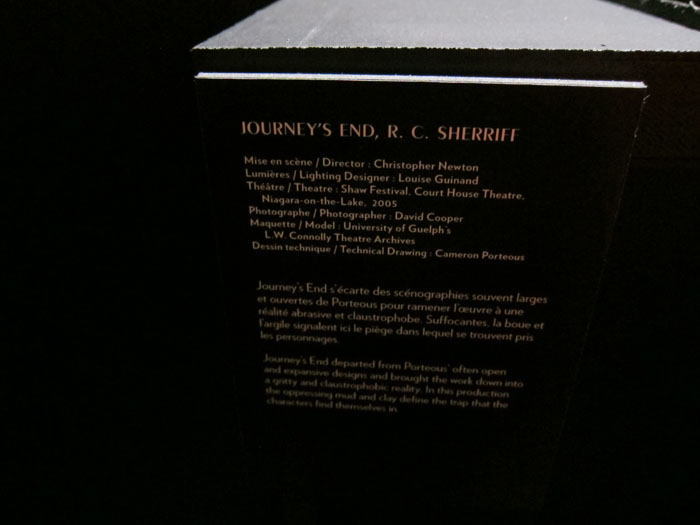 JOURNEY'S END, R. C. SHERRIFF
Mise en scène / Director : Christopher Newton
Lumières / Lighting Designer : Louise Guinand
Théâtre / Theatre : Shaw Festival, Court House Theatre,
Niagara-on-the-Lake, 2005
Photographe / Photographer : David Cooper
Maquette / Model : University of Guelph's
L.W. Connolly Theatre Archives
Dessin technique / Technical Drawing : Cameron Porteous
Journey's End s'écarte des scénographies souvent larges
et ouvertes de Porteous pour ramener l'œuvre à une
réalité abrasive et claustrophobe. Suffocantes, la boue et
l'argile signalent ici le piège dans lequel se trouvent pris
les personnages.
Journey's End departed from Porteous' often open
and expansive designs and brought the work down into
a gritty and claustrophobic reality. In this production
the oppressing mud and clay define the trap that the
characters find themselves in.